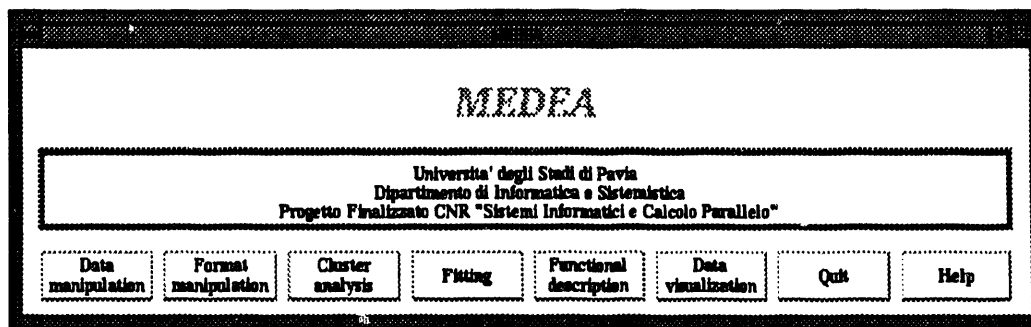 MEDEA
Universita' degli Studi di Pavia
Dipartimento di Informatica e Sistemistica
Progetto Finalizzato CNR "Sistemi Informatici e Calcolo Parallelo"
Data
manipulation
Format
manipulation
Cluster
analysis
Fitting
Functional
description
Data
visualization
Quit
Help